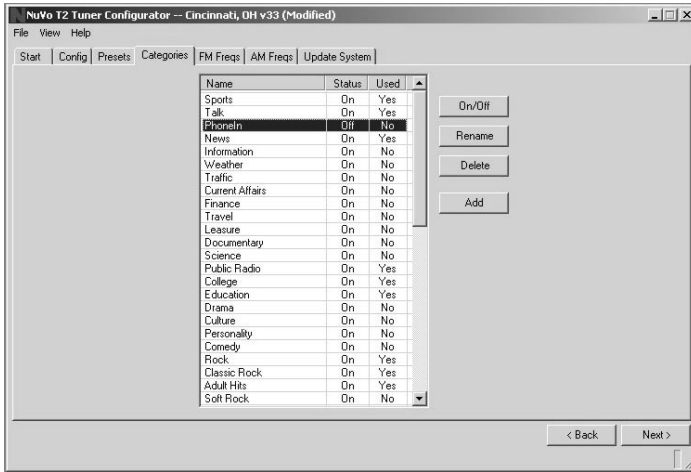 NuVo T2 Tuner Configurator -- Cincinnati, OH v33 (Modified)
File View Help
Start Config Presets Categories FM Freqs AM Freqs Update System
Name Status Used
Sports On Yes
Talk On Yes
PhoneIn Off No
News On Yes
Information On No
Weather On No
Traffic On No
Current Affairs On No
Finance On No
Travel On No
Leasure On No
Documentary On No
Science On No
Public Radio On Yes
College On Yes
Education On Yes
Drama On No
Culture On No
Personality On No
Comedy On No
Rock On Yes
Classic Rock On Yes
Adult Hits On Yes
Soft Rock On No
On/Off
Rename
Delete
Add
< Back Next >